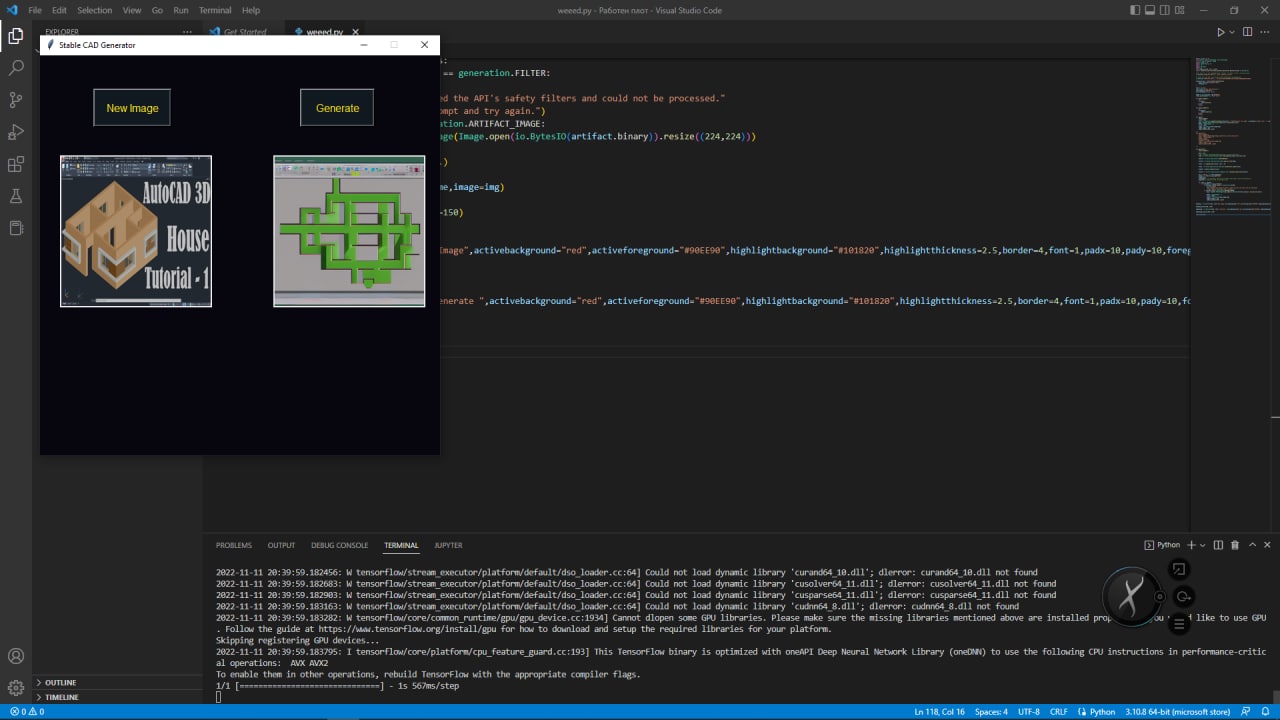 File Edit Selection View Go Run Terminal Help
weeed.py - Работен плот - Visual Studio Code
EXPLORER
Get Started
weeed.py
Stable CAD Generator
New Image
Generate
AutoCAD 3D
House
Tutorial - 1
== generation.FILTER:
ed the API's safety filters and could not be processed."
mpt and try again.")
ration.ARTIFACT_IMAGE:
ge(Image.open(io.BytesIO(artifact.binary)).resize((224,224)))
me,image=img)
-150)
Image",activebackground="red",activeforeground="#90EE90",highlightbackground="#101820",highlightthickness=2.5,border=4,font=1,padx=10,pady=10,foreg
enerate ",activebackground="red",activeforeground="#90EE90",highlightbackground="#101820",highlightthickness=2.5,border=4,font=1,padx=10,pady=10,fo
PROBLEMS OUTPUT DEBUG CONSOLE TERMINAL JUPYTER
Python
2022-11-11 20:39:59.182456: W tensorflow/stream_executor/platform/default/dso_loader.cc:64] Could not load dynamic library 'curand64_10.dll'; dlerror: curand64_10.dll not found
2022-11-11 20:39:59.182683: W tensorflow/stream_executor/platform/default/dso_loader.cc:64] Could not load dynamic library 'cusolver64_11.dll'; dlerror: cusolver64_11.dll not found
2022-11-11 20:39:59.182903: W tensorflow/stream_executor/platform/default/dso_loader.cc:64] Could not load dynamic library 'cusparse64_11.dll'; dlerror: cusparse64_11.dll not found
2022-11-11 20:39:59.183163: W tensorflow/stream_executor/platform/default/dso_loader.cc:64] Could not load dynamic library 'cudnn64_8.dll'; dlerror: cudnn64_8.dll not found
2022-11-11 20:39:59.183282: W tensorflow/core/common_runtime/gpu/gpu_device.cc:1934] Cannot dlopen some GPU libraries. Please make sure the missing libraries mentioned above are installed prop you d like to use GPU
. Follow the guide at https://www.tensorflow.org/install/gpu for how to download and setup the required libraries for your platform.
Skipping registering GPU devices...
2022-11-11 20:39:59.183795: I tensorflow/core/platform/cpu_feature_guard.cc:193] This TensorFlow binary is optimized with oneAPI Deep Neural Network Library (oneDNN) to use the following CPU instructions in performance-critic
al operations: AVX AVX2
To enable them in other operations, rebuild TensorFlow with the appropriate compiler flags.
1/1 [==============================] - 1s 567ms/step
OUTLINE
TIMELINE
0 0
Ln 118, Col 16 Spaces: 4 UTF-8 CRLF Python 3.10.8 64-bit (microsoft store)